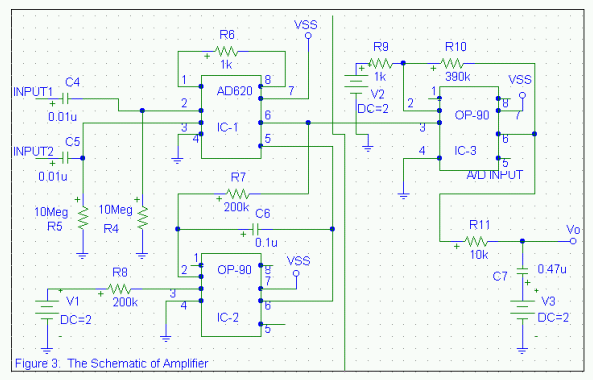 VSS
R6
1k
R9
1k
R10
390k
C4
INPUT1
0.01u
1
8
AD620
7
2
6
3
4
5
IC-1
V2
DC=2
VSS
1
8
OP-90
7
2
3
6
4
5
IC-3
A/D INPUT
INPUT2
C5
0.01u
10Meg
R5
10Meg
R4
R7
200k
C6
0.1u
R11
10k
Vo
C7
0.47u
V3
DC=2
VSS
1
8
OP-90
2
7
3
6
4
5
IC-2
R8
200k
V1
DC=2
Figure 3. The Schematic of Amplifier